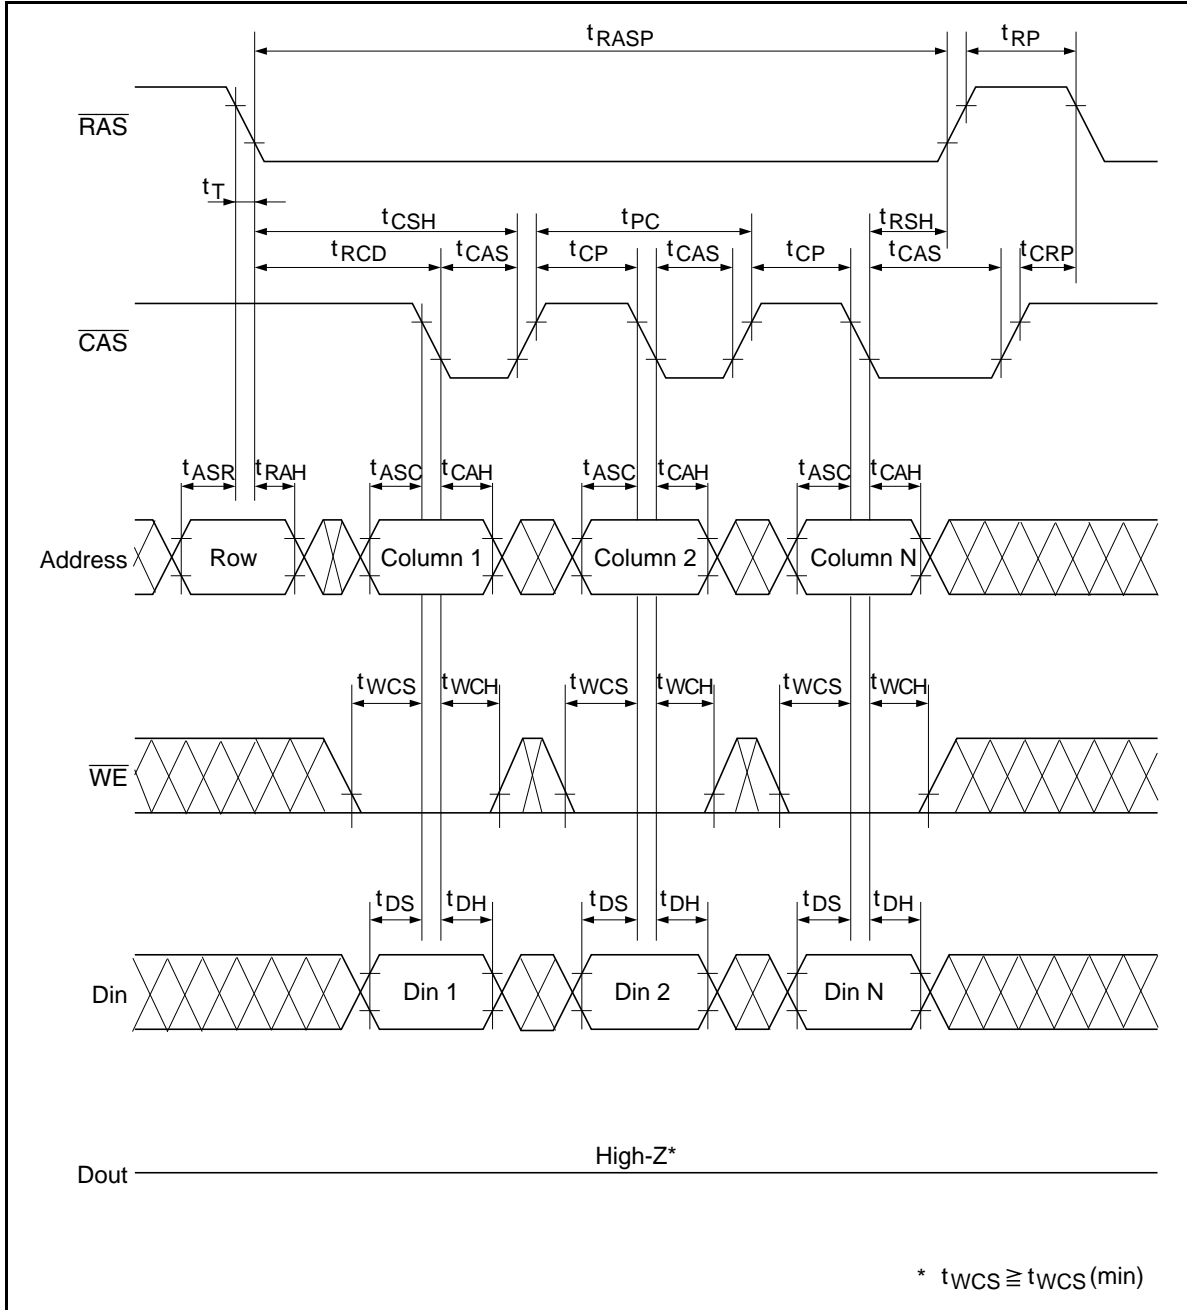 tRASP tRP
RAS
tT
tCSH tPC tRSH
tRCD tCAS tCP tCAS tCP tCAS tCRP
CAS
tASR tRAH tASC tCAH tASC tCAH tASC tCAH
Address Row Column 1 Column 2 Column N
tWCS tWCH tWCS tWCH tWCS tWCH
WE
tDS tDH tDS tDH tDS tDH
Din Din 1 Din 2 Din N
High-Z*
Dout
* tWCS ≧ tWCS (min)